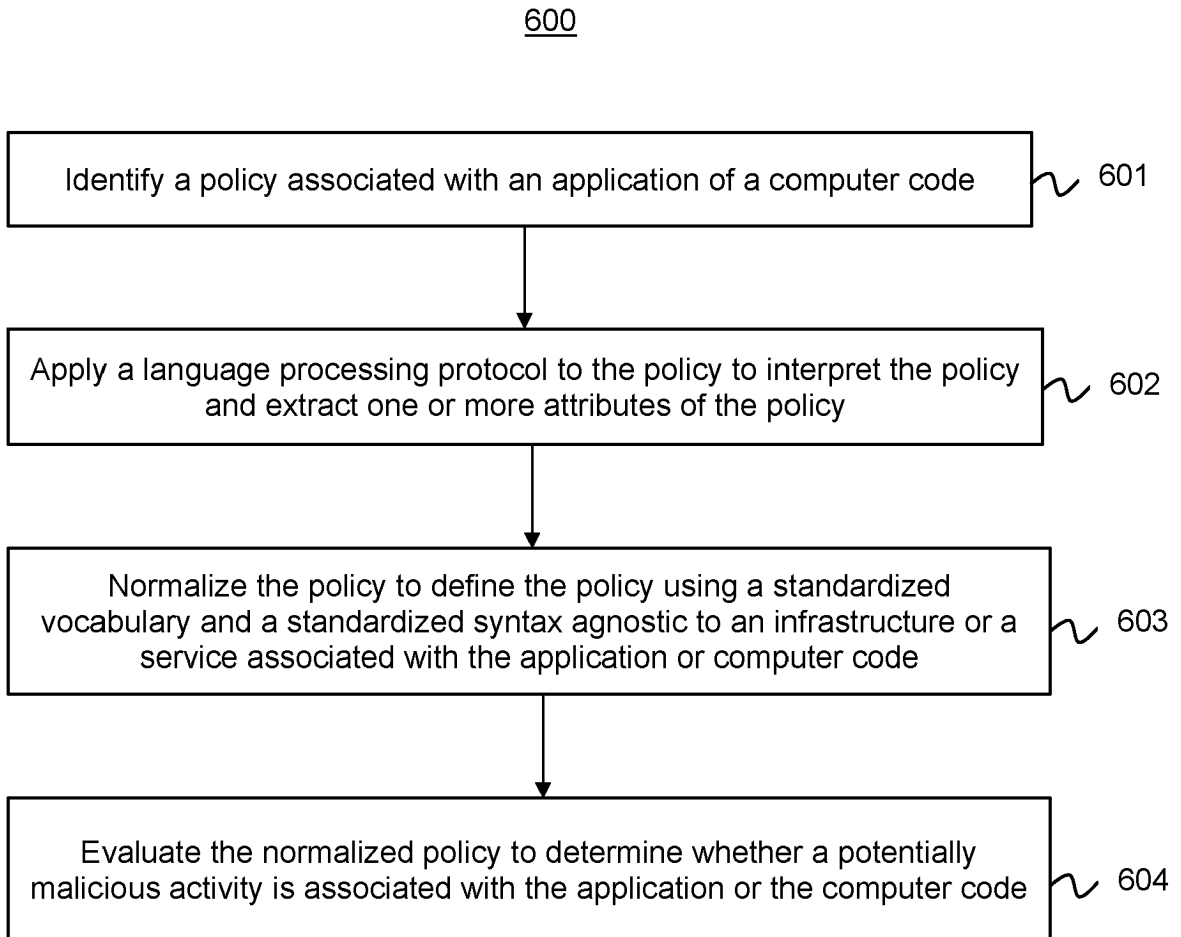 600
Identify a policy associated with an application of a computer code
601
Apply a language processing protocol to the policy to interpret the policy
and extract one or more attributes of the policy
602
Normalize the policy to define the policy using a standardized
vocabulary and a standardized syntax agnostic to an infrastructure or a
service associated with the application or computer code
603
Evaluate the normalized policy to determine whether a potentially
malicious activity is associated with the application or the computer code
604